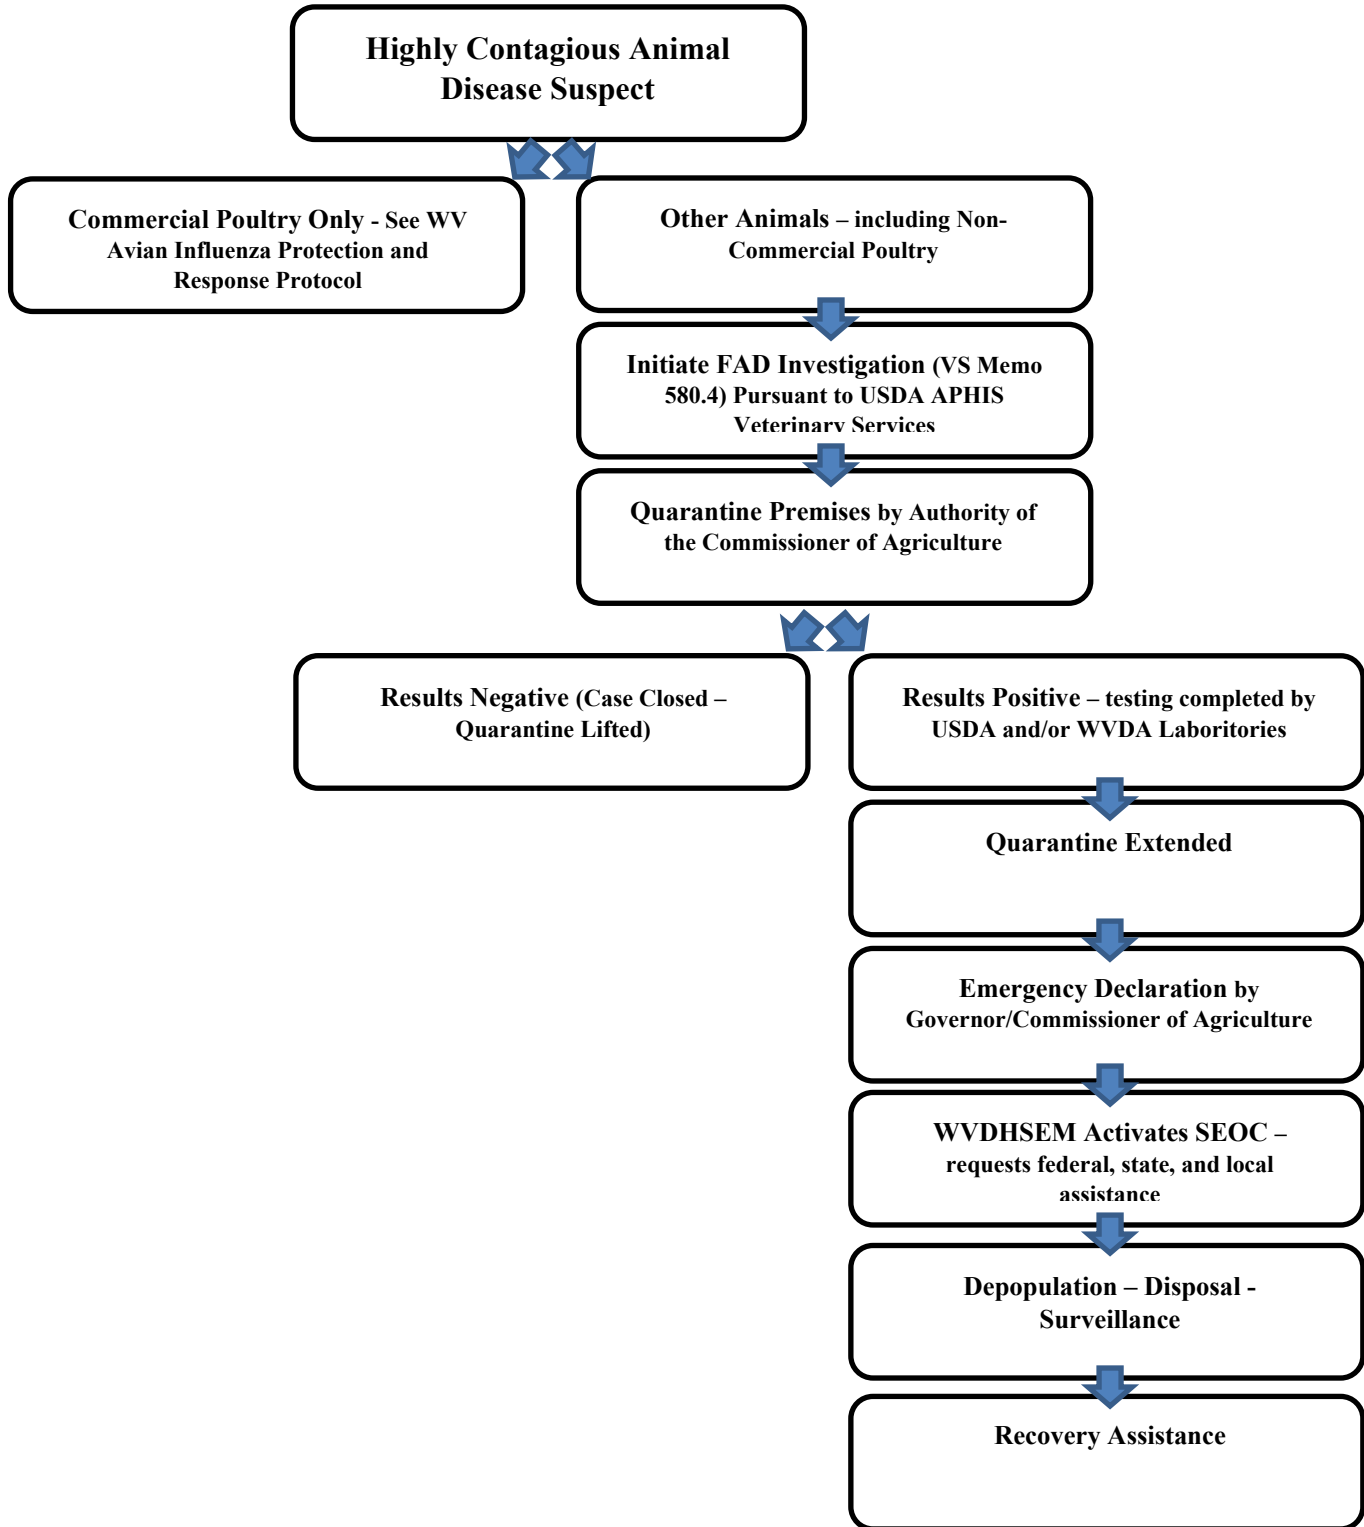 Highly Contagious Animal
Disease Suspect
Commercial Poultry Only - See WV
Avian Influenza Protection and
Response Protocol
Other Animals – including Non-
Commercial Poultry
Initiate FAD Investigation (VS Memo
580.4) Pursuant to USDA APHIS
Veterinary Services
Quarantine Premises by Authority of
the Commissioner of Agriculture
Results Negative (Case Closed –
Quarantine Lifted)
Results Positive – testing completed by
USDA and/or WVDA Laboritories
Quarantine Extended
Emergency Declaration by
Governor/Commissioner of Agriculture
WVDHSEM Activates SEOC –
requests federal, state, and local
assistance
Depopulation – Disposal -
Surveillance
Recovery Assistance